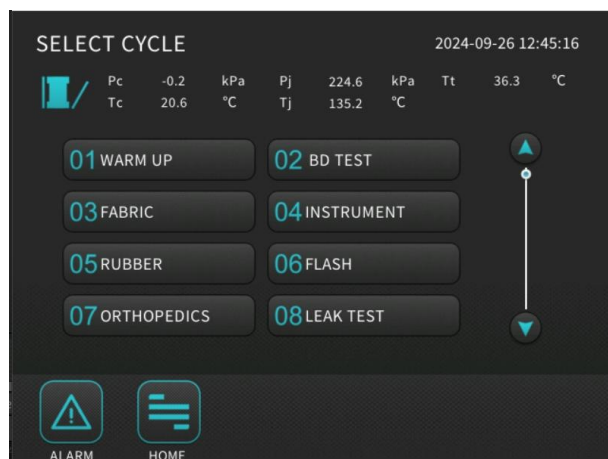 SELECT CYCLE 2024-09-26 12:45:16
Pc -0.2 kPa Pj 224.6 kPa Tt 36.3 °C
Tc 20.6 °C Tj 135.2 °C
01 WARM UP 02 BD TEST
03 FABRIC 04 INSTRUMENT
05 RUBBER 06 FLASH
07 ORTHOPEDICS 08 LEAK TEST
ALARM HOME